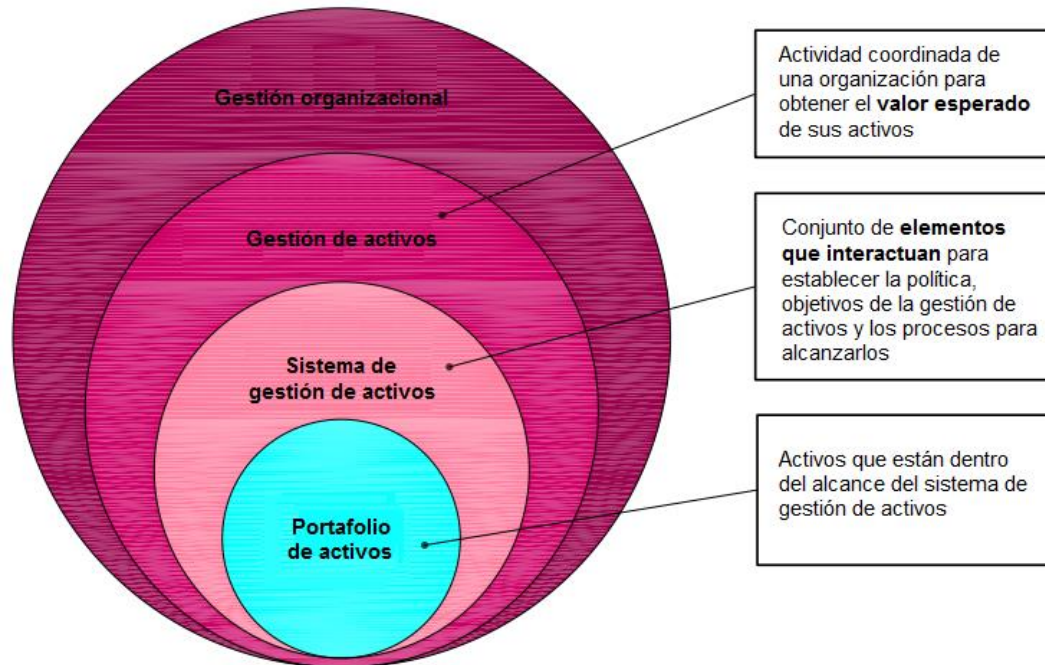 Gestión organizacional
Gestión de activos
Sistema de
gestión de activos
Portafolio
de activos
Actividad coordinada de
una organización para
obtener el valor esperado
de sus activos
Conjunto de elementos
que interactuan para
establecer la política,
objetivos de la gestión de
activos y los procesos para
alcanzarlos
Activos que están dentro
del alcance del sistema de
gestión de activos